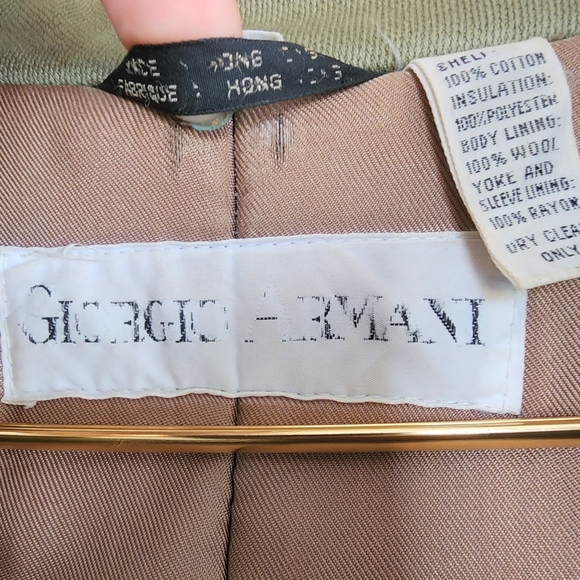 HONG
SHELL:
100% COTTON
INSULATION:
100% POLYESTER
BODY LINING:
100% WOOL
YOKE AND
SLEEVE LINING:
100% RAYON
DRY CLEAN
ONLY
GIORGIO ARMANI